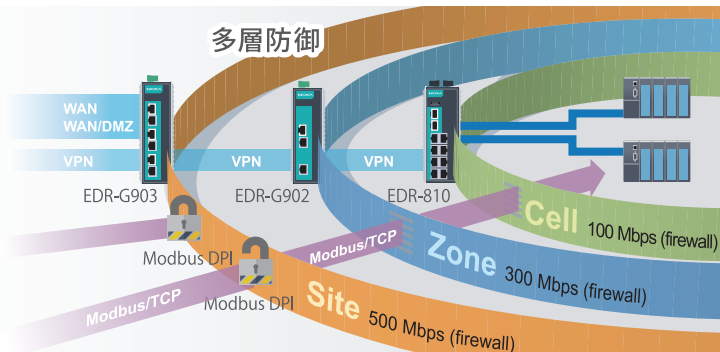 多層防御
WAN
WAN/DMZ
VPN
VPN
VPN
EDR-G903
EDR-G902
EDR-810
Modbus DPI
Modbus DPI
Modbus/TCP
Modbus/TCP
Cell 100 Mbps (firewall)
Zone 300 Mbps (firewall)
Site 500 Mbps (firewall)